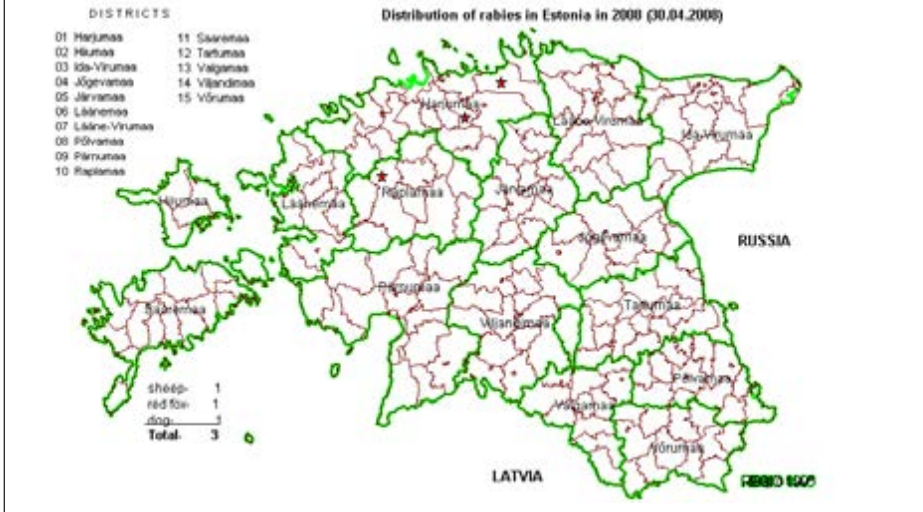 DISTRICTS
Distribution of rabies in Estonia in 2008 (30.04.2008)
01 Harjumaa
02 Hiiumaa
03 Ida-Virumaa
04 Jõgevamaa
05 Järvamaa
06 Läänemaa
07 Lääne-Virumaa
08 Põlvamaa
09 Pärnumaa
10 Raplamaa
11 Saaremaa
12 Tartumaa
13 Valgamaa
14 Viljandimaa
15 Võrumaa
Harjumaa
Lääne-Virumaa
Ida-Virumaa
Hiiumaa
Läänemaa
Raplamaa
Järvamaa
Jõgevamaa
RUSSIA
Pärnumaa
Saaremaa
Viljandimaa
Tartumaa
Põlvamaa
Valgamaa
Võrumaa
sheep- 1
red fox- 1
dog- 1
Total- 3
LATVIA
REGIO